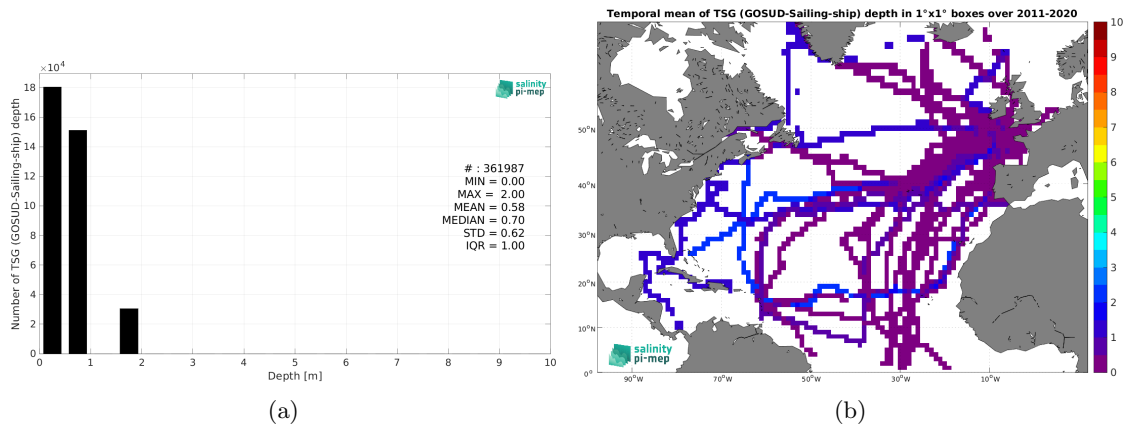 Temporal mean of TSG (GOSUD-Sailing-ship) depth in 1°x1° boxes over 2011-2020
×10⁴
salinity
pi-mep
18
16
14
12
10
8
6
4
2
0
Number of TSG (GOSUD-Sailing-ship) depth
# : 361987
MIN = 0.00
MAX = 2.00
MEAN = 0.58
MEDIAN = 0.70
STD = 0.62
IQR = 1.00
0 1 2 3 4 5 6 7 8 9 10
Depth [m]
(a)
50°N
40°N
30°N
20°N
10°N
0°
90°W 70°W 50°W 30°W 10°W
salinity
pi-mep
10
9
8
7
6
5
4
3
2
1
0
(b)